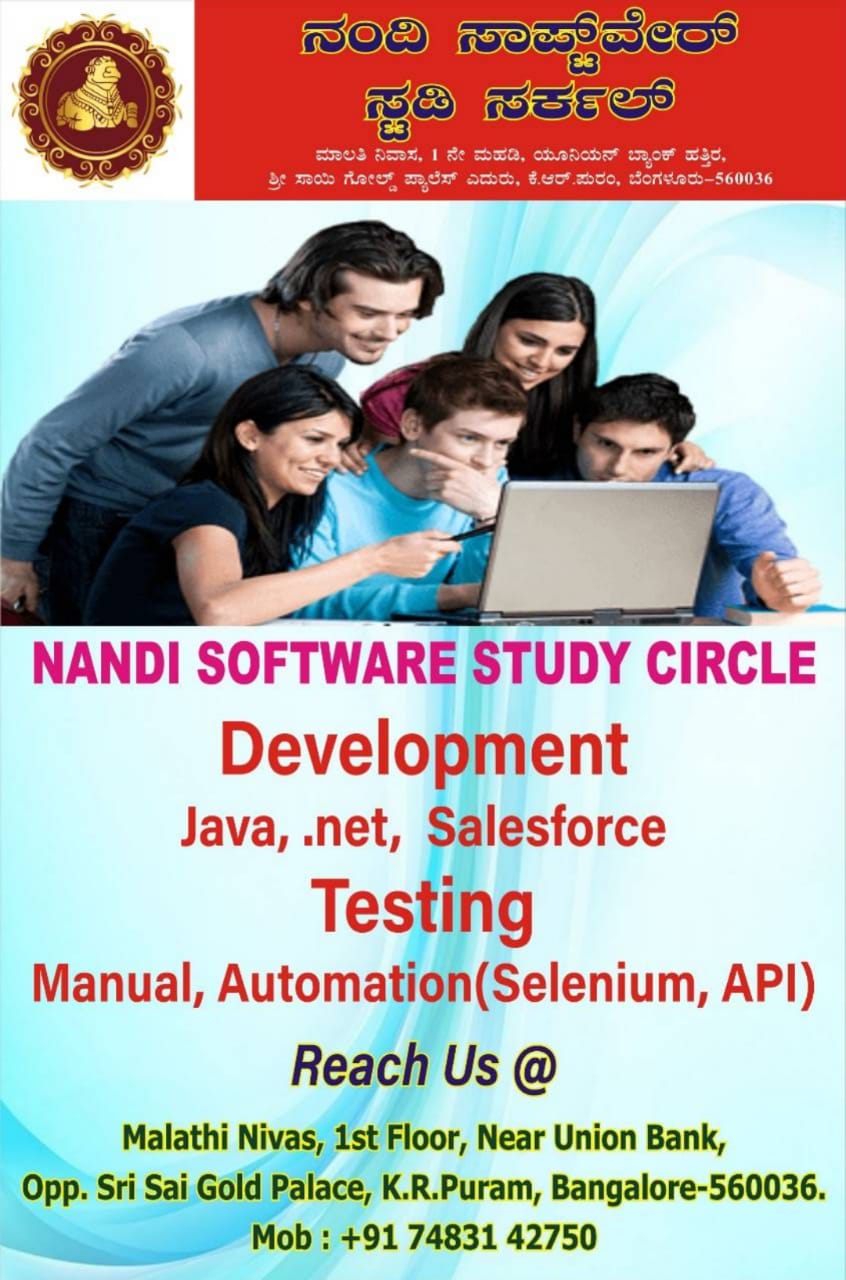 ನಂದಿ ಸಾಫ್ಟ್‌ವೇರ್
ಸ್ಟಡಿ ಸರ್ಕಲ್
ಮಾಲತಿ ನಿವಾಸ, 1 ನೇ ಮಹಡಿ, ಯೂನಿಯನ್ ಬ್ಯಾಂಕ್ ಹತ್ತಿರ,
ಶ್ರೀ ಸಾಯಿ ಗೋಲ್ಡ್ ಪ್ಯಾಲೆಸ್ ಎದುರು, ಕೆ.ಆರ್.ಪುರಂ, ಬೆಂಗಳೂರು-560036
NANDI SOFTWARE STUDY CIRCLE
Development
Java, .net, Salesforce
Testing
Manual, Automation(Selenium, API)
Reach Us @
Malathi Nivas, 1st Floor, Near Union Bank,
Opp. Sri Sai Gold Palace, K.R.Puram, Bangalore-560036.
Mob : +91 74831 42750